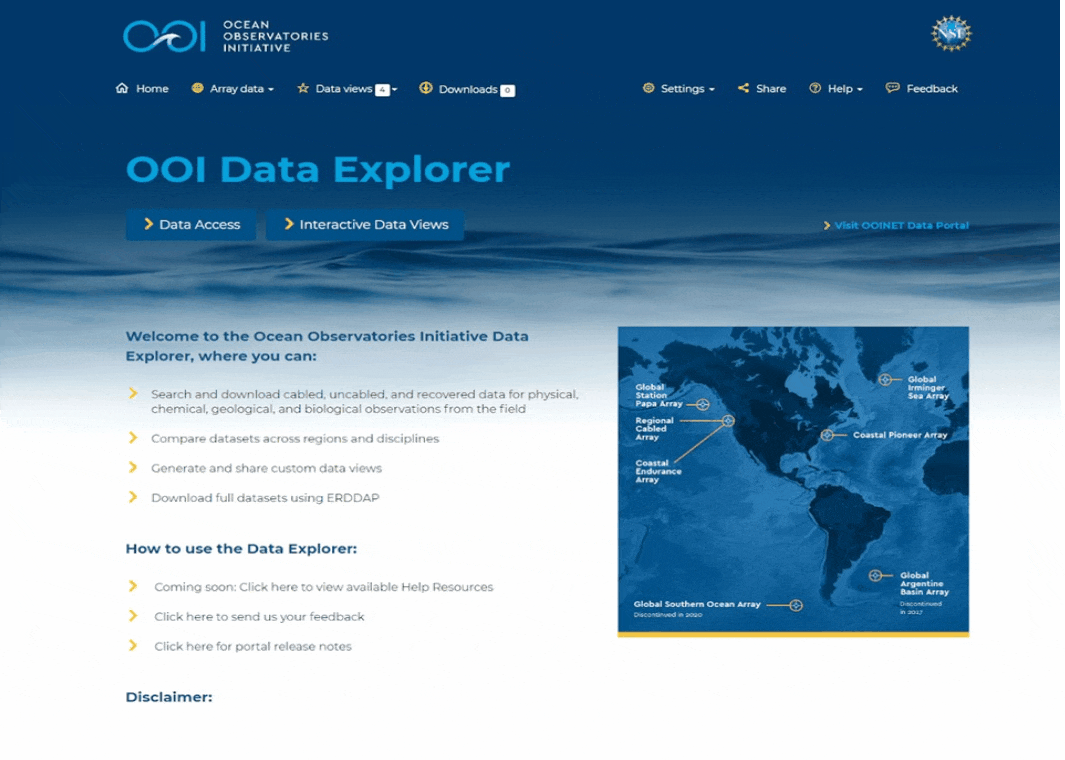 OCEAN
OBSERVATORIES
INITIATIVE
NSF
Home
Array data
Data views 4
Downloads 0
Settings
Share
Help
Feedback
OOI Data Explorer
Data Access
Interactive Data Views
Visit OOINET Data Portal
Welcome to the Ocean Observatories Initiative Data
Explorer, where you can:
Search and download cabled, uncabled, and recovered data for physical,
chemical, geological, and biological observations from the field
Compare datasets across regions and disciplines
Generate and share custom data views
Download full datasets using ERDDAP
How to use the Data Explorer:
Coming soon: Click here to view available Help Resources
Click here to send us your feedback
Click here for portal release notes
Disclaimer:
Global
Station
Papa Array
Regional
Cabled
Array
Coastal
Endurance
Array
Global
Irminger
Sea Array
Coastal Pioneer Array
Global
Argentine
Basin Array
Discontinued
in 2017
Global Southern Ocean Array
Discontinued in 2020